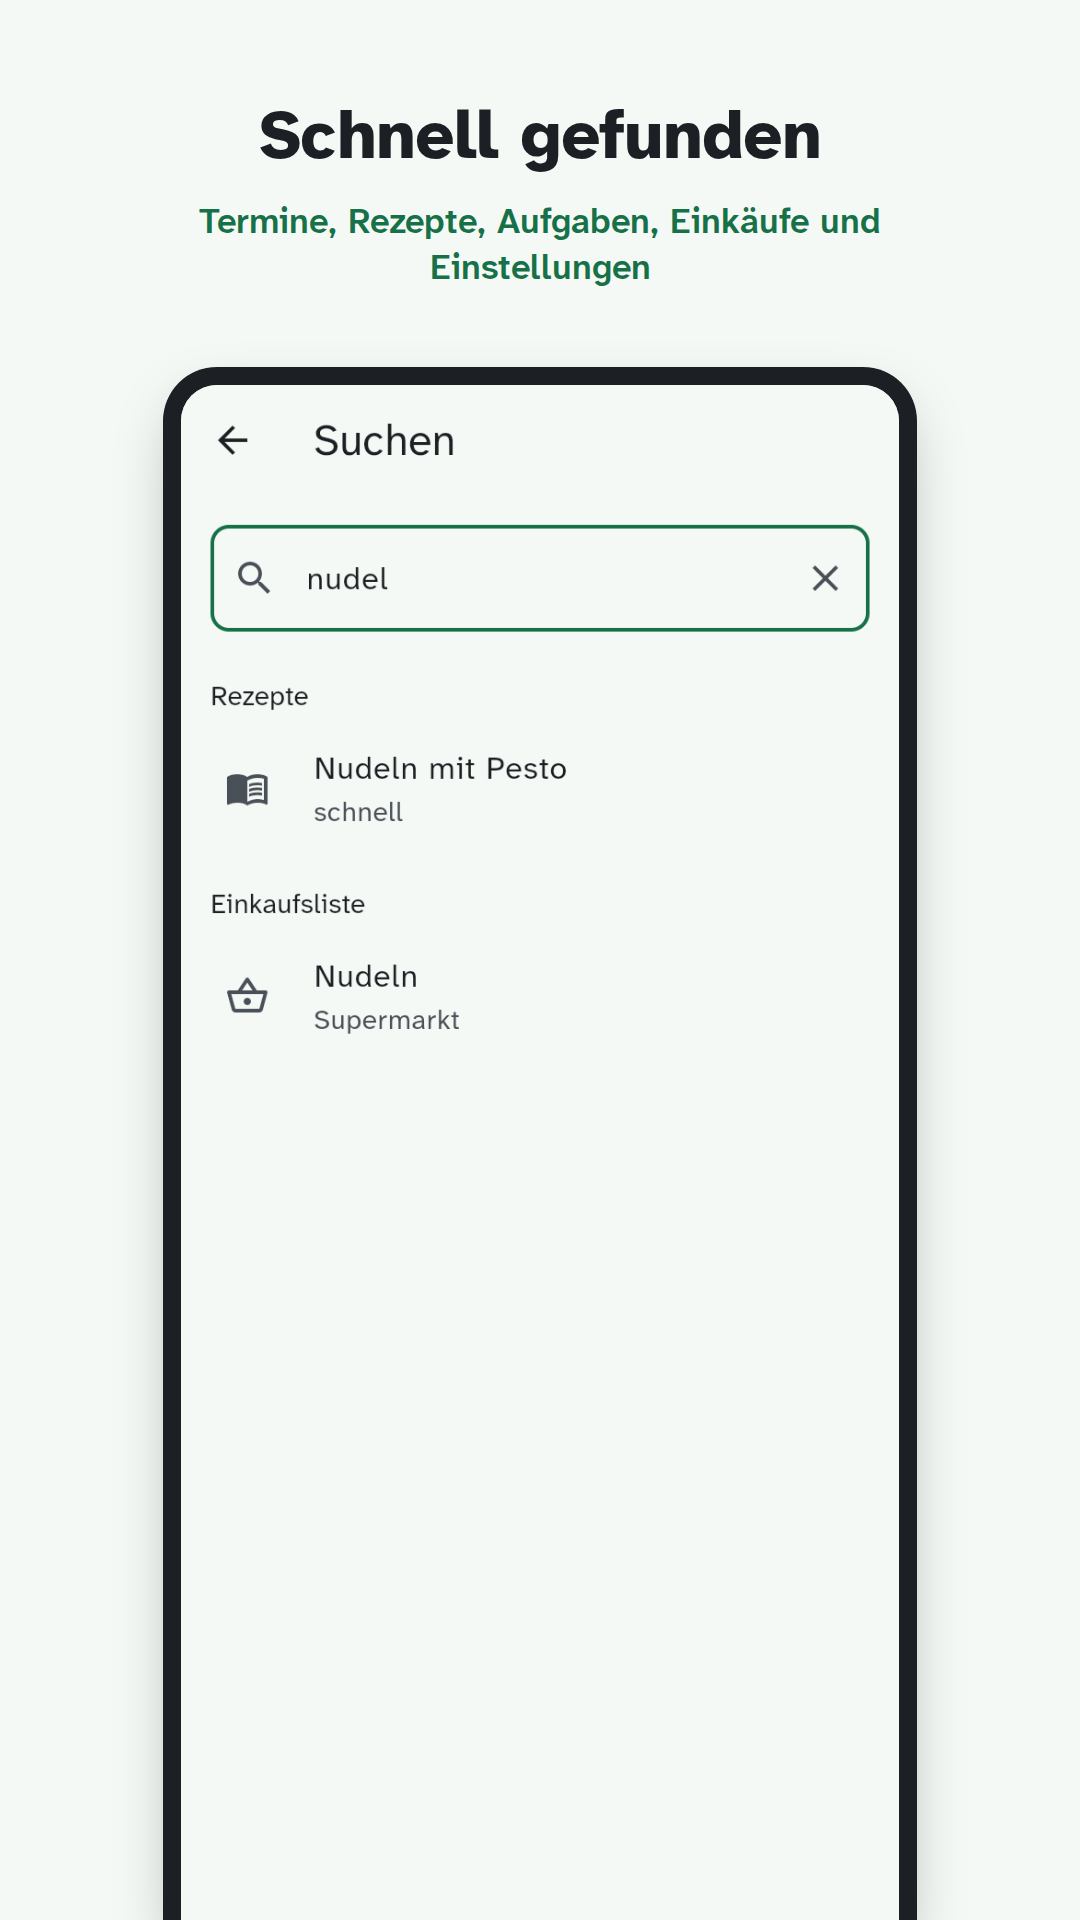 Schnell gefunden
Termine, Rezepte, Aufgaben, Einkäufe und
Einstellungen
Suchen
nudel
Rezepte
Nudeln mit Pesto
schnell
Einkaufsliste
Nudeln
Supermarkt